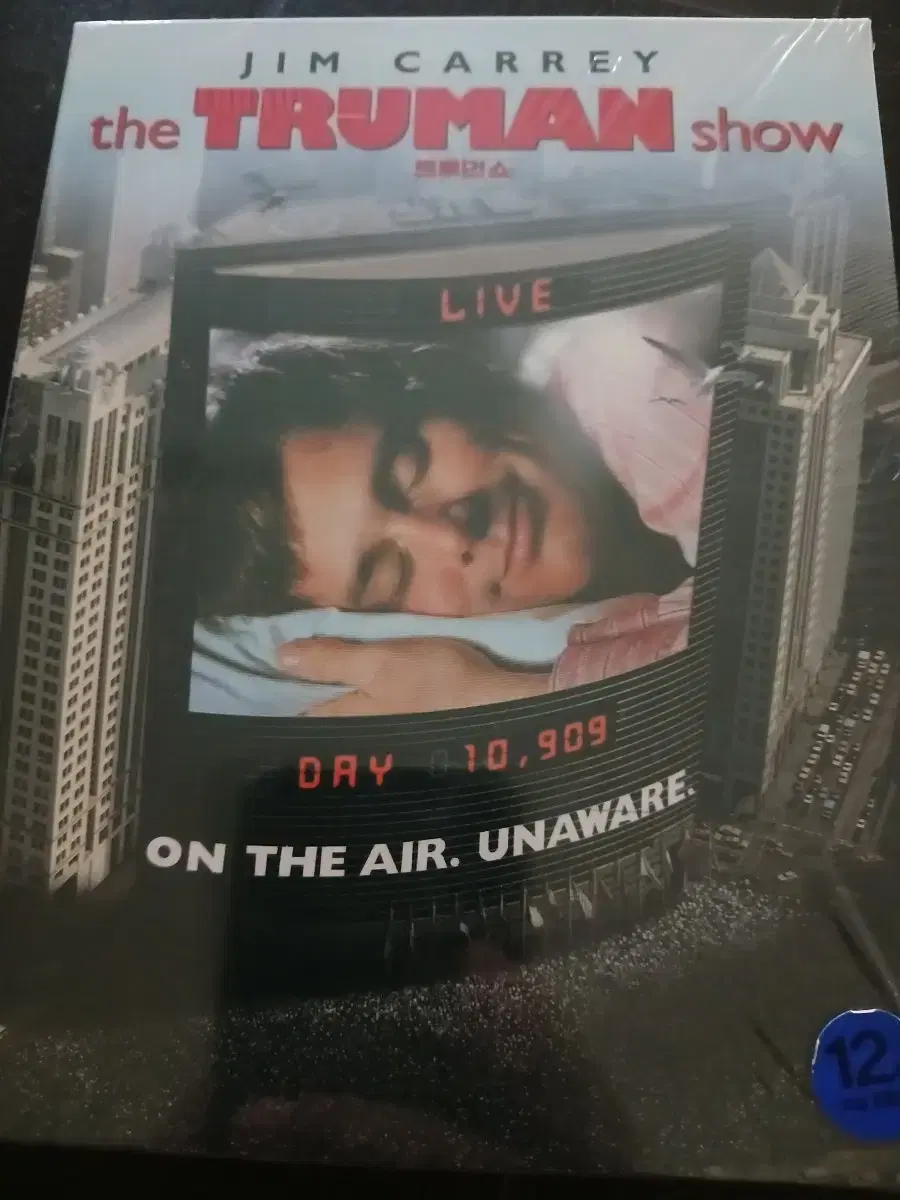 JIM CARREY
the TRUMAN show
트루먼 쇼
LIVE
DAY 10,909
ON THE AIR. UNAWARE.
12